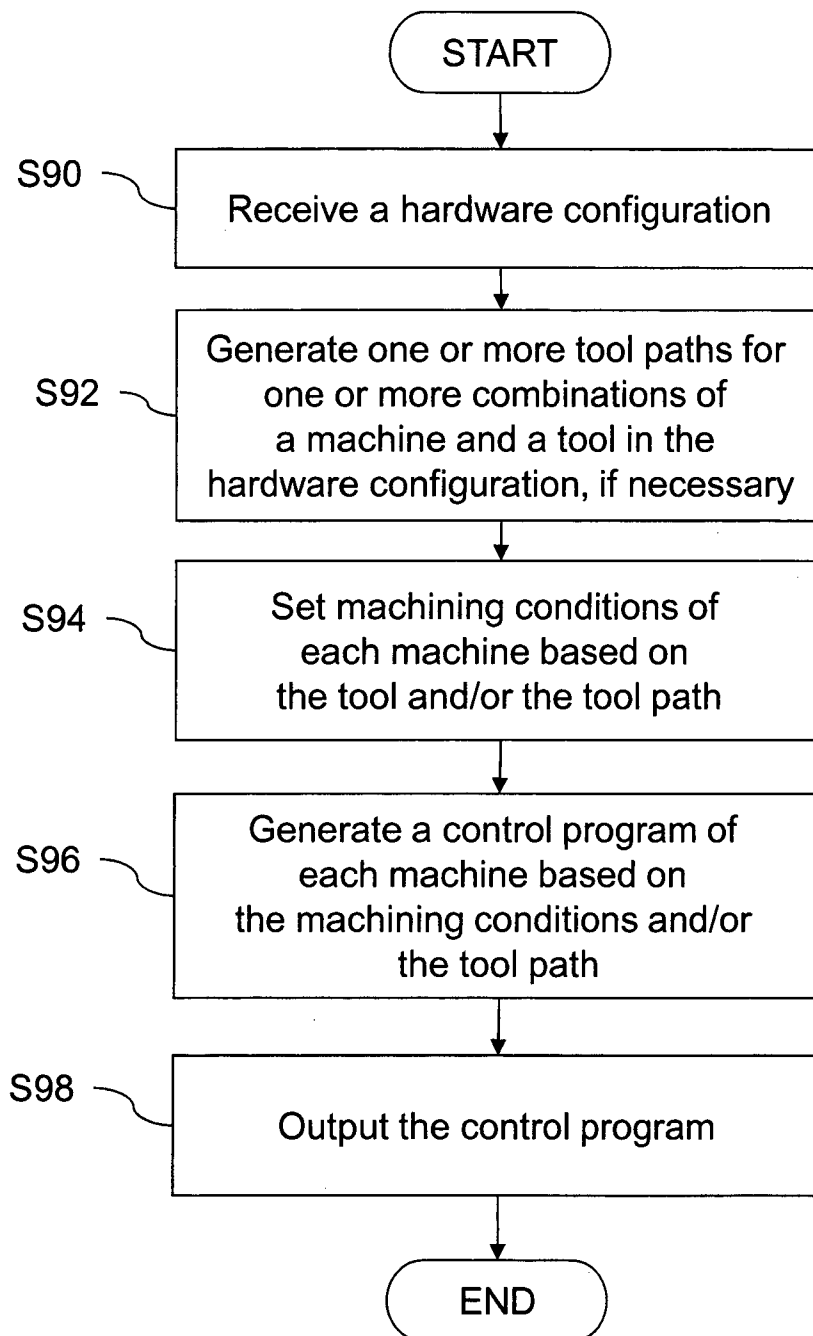 START
S90
Receive a hardware configuration
S92
Generate one or more tool paths for
one or more combinations of
a machine and a tool in the
hardware configuration, if necessary
S94
Set machining conditions of
each machine based on
the tool and/or the tool path
S96
Generate a control program of
each machine based on
the machining conditions and/or
the tool path
S98
Output the control program
END